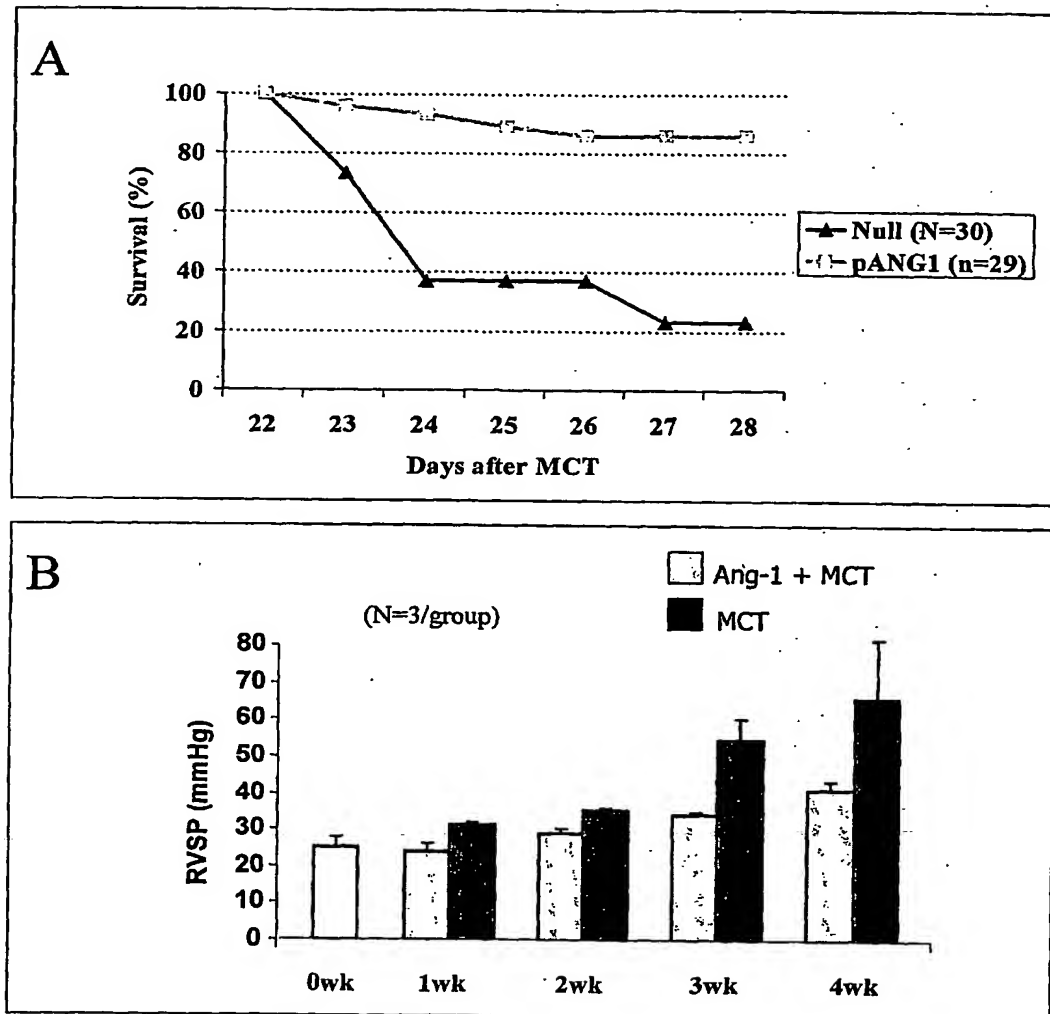 A
100
80
60
40
20
0
Survival (%)
22 23 24 25 26 27 28
Days after MCT
Null (N=30)
pANG1 (n=29)
B
Ang-1 + MCT
MCT
(N=3/group)
80
70
60
50
40
30
20
10
0
RVSP (mmHg)
0wk 1wk 2wk 3wk 4wk